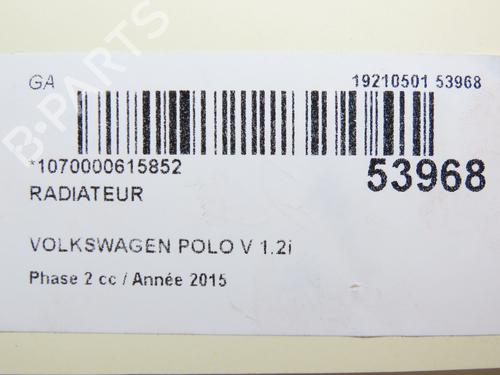 GA 19210501 53968
*1070000615852 53968
RADIATEUR
VOLKSWAGEN POLO V 1.2i
Phase 2 cc / Année 2015
B-PARTS